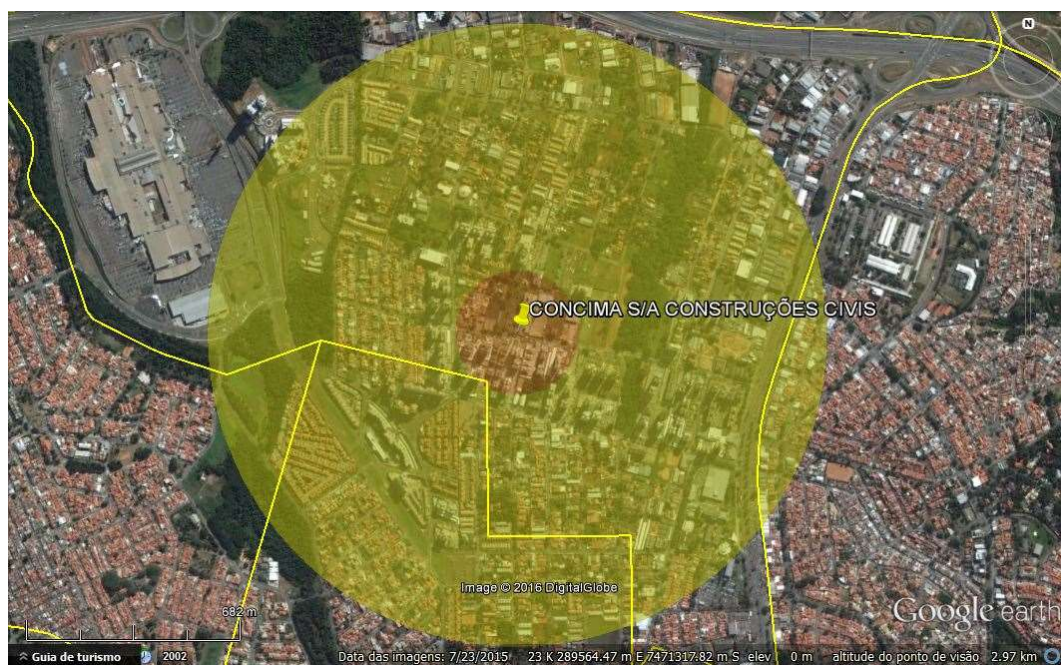 N
CONCIMA S/A CONSTRUÇÕES CIVIS
Image © 2016 DigitalGlobe
682 m
Google earth
Guia de turismo
2002
Data das imagens: 7/23/2015 23 K 289564.47 m E 7471317.82 m S elev 0 m altitude do ponto de visão 2.97 km